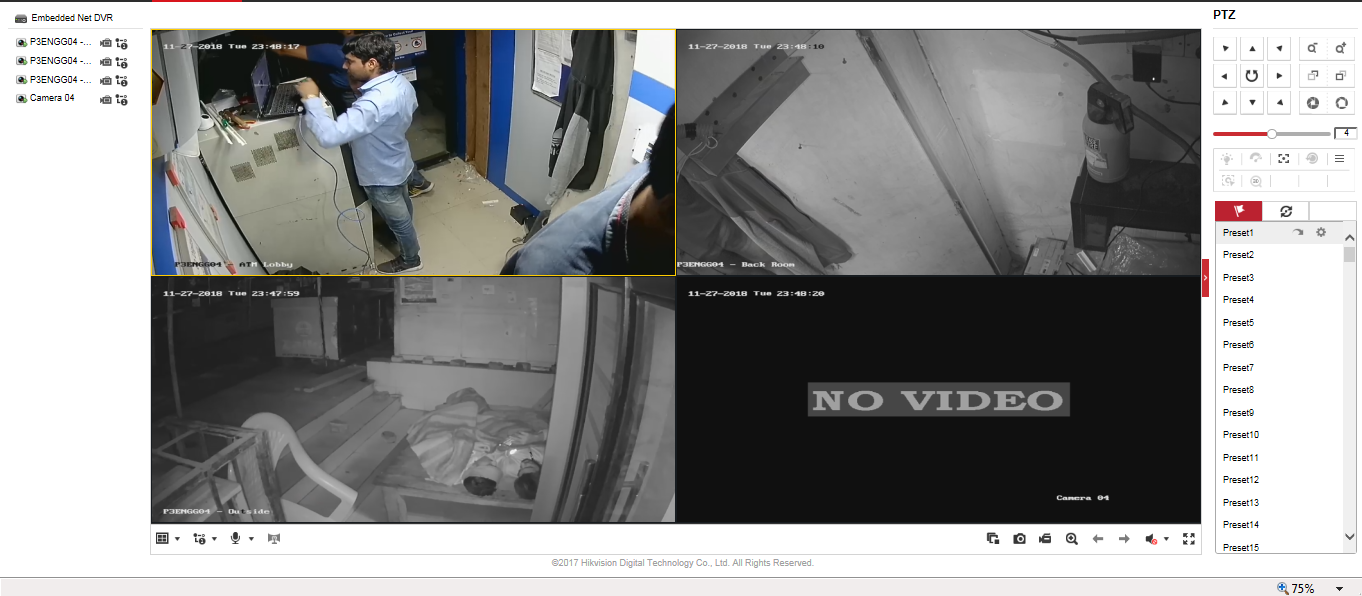 Embedded Net DVR
P3ENGG04 -...
P3ENGG04 -...
P3ENGG04 -...
Camera 04
11-27-2018 Tue 23:48:17
P3ENGG04 - ATM Lobby
11-27-2018 Tue 23:48:10
P3ENGG04 - Back Room
11-27-2018 Tue 23:47:59
P3ENGG04 - Outside
11-27-2018 Tue 23:48:20
NO VIDEO
Camera 04
©2017 Hikvision Digital Technology Co., Ltd. All Rights Reserved.
PTZ
4
3D
Preset1
Preset2
Preset3
Preset4
Preset5
Preset6
Preset7
Preset8
Preset9
Preset10
Preset11
Preset12
Preset13
Preset14
Preset15
75%